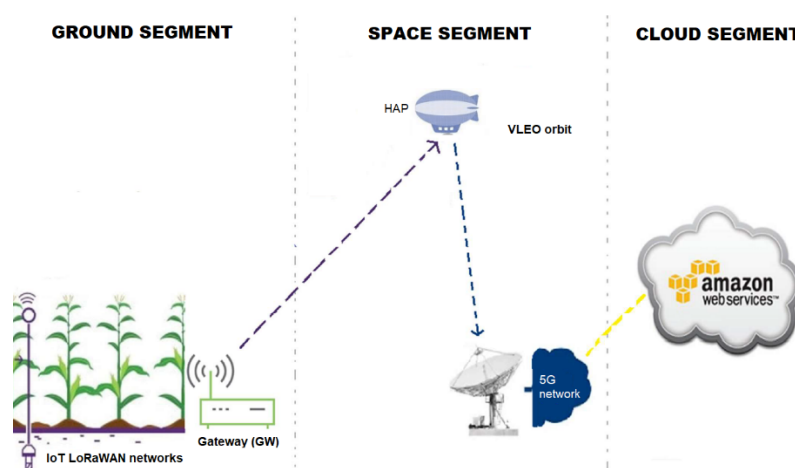 GROUND SEGMENT
SPACE SEGMENT
CLOUD SEGMENT
HAP
VLEO orbit
amazon
webservices™
5G
network
Gateway (GW)
IoT LoRaWAN networks